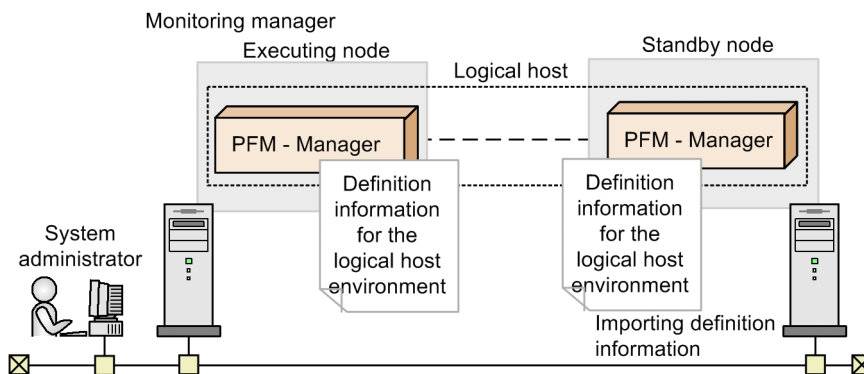 Monitoring manager
Executing node
Standby node
Logical host
PFM - Manager
PFM - Manager
Definition
information
for the
logical host
environment
Definition
information
for the
logical host
environment
System
administrator
Importing definition
information